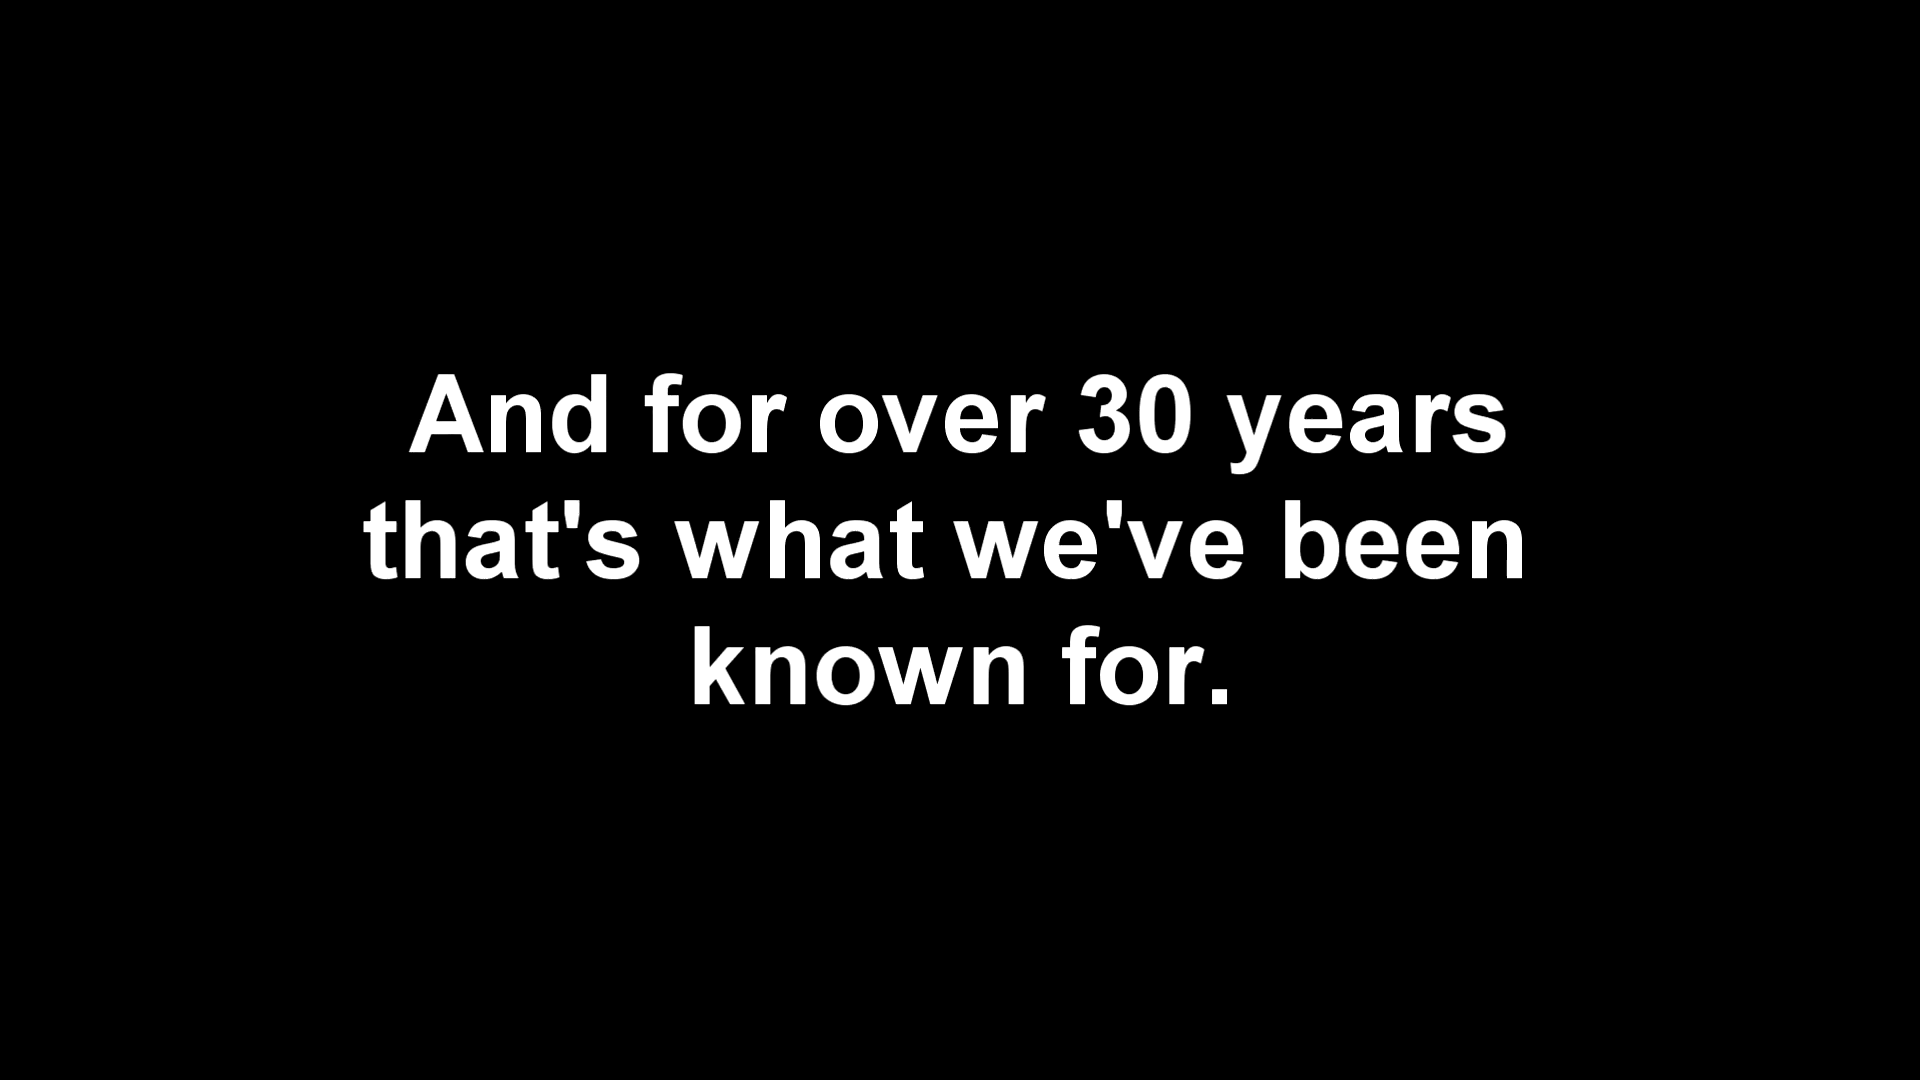 And for over 30 years
that's what we've been
known for.